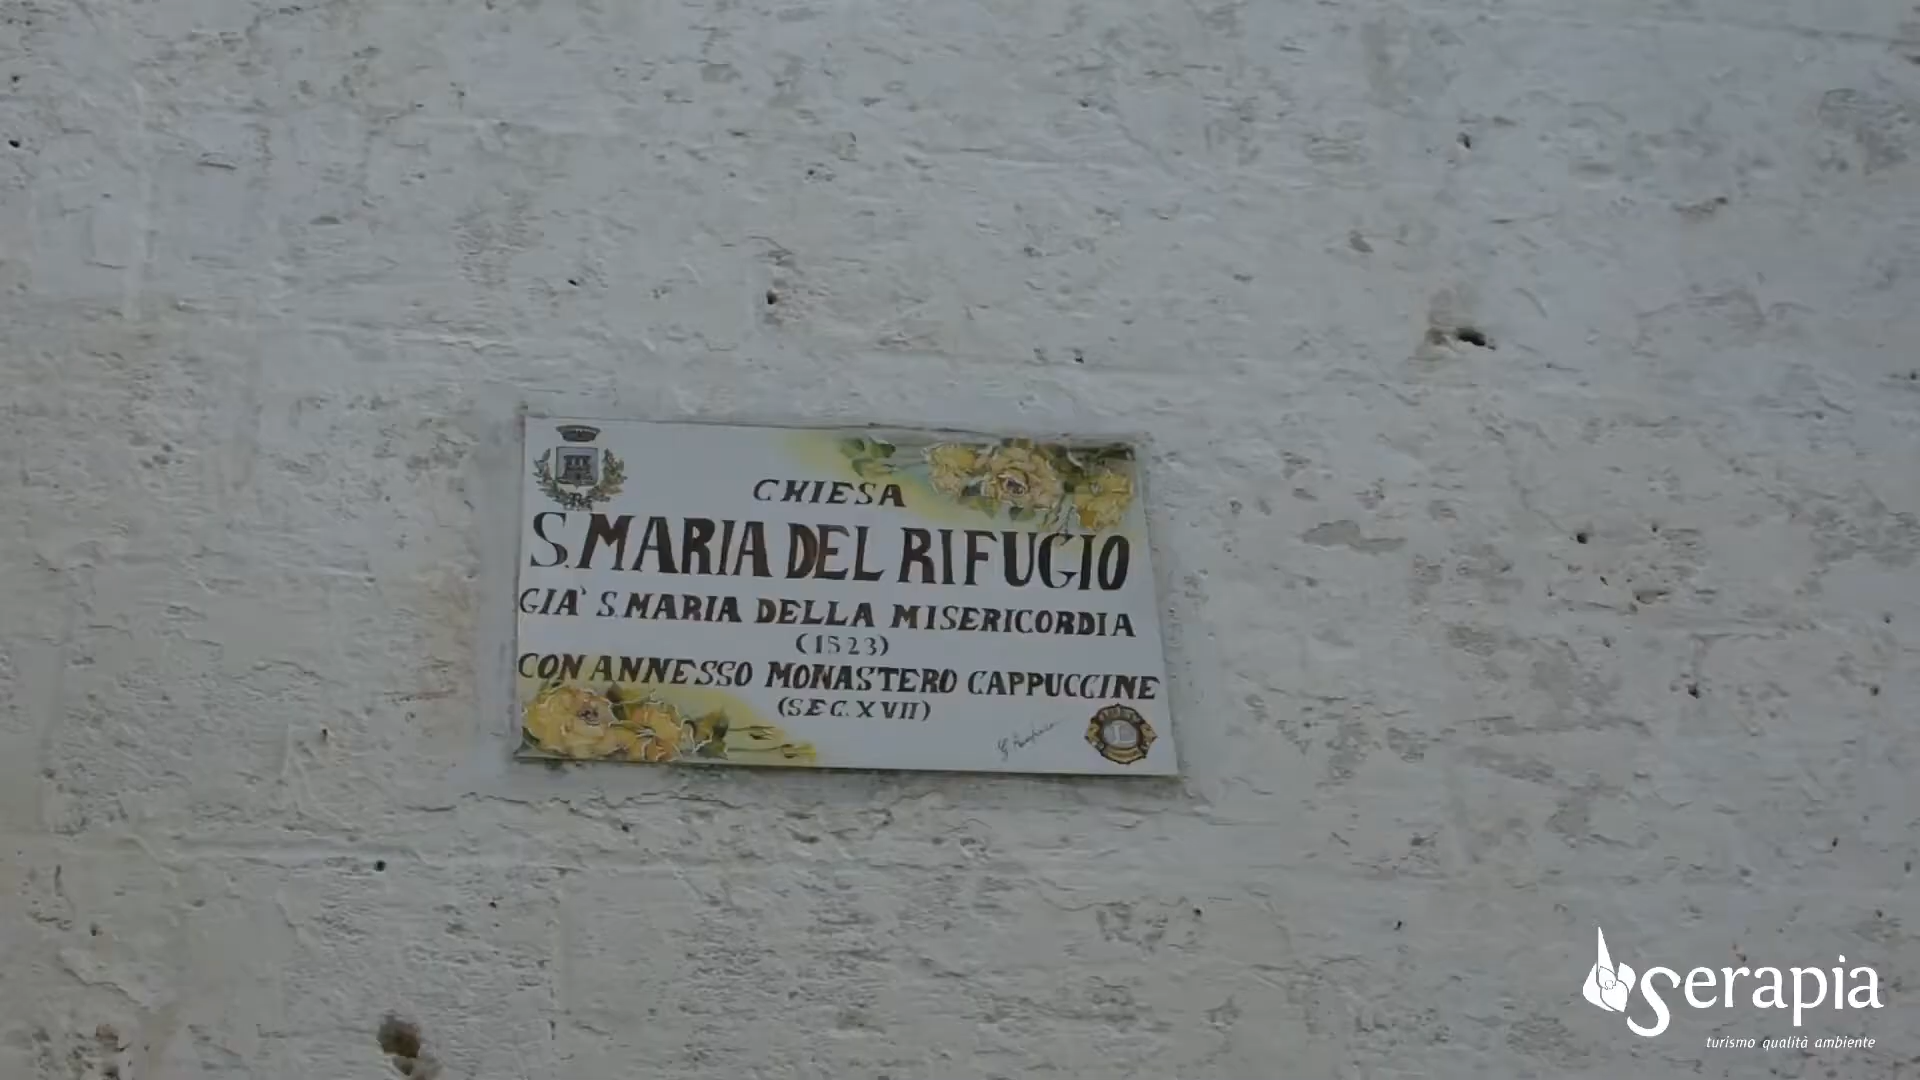 CHIESA
S. MARIA DEL RIFUGIO
GIA' S. MARIA DELLA MISERICORDIA
(1523)
CON ANNESSO MONASTERO CAPPUCCINE
(SEC. XVII)
serapia
turismo qualità ambiente